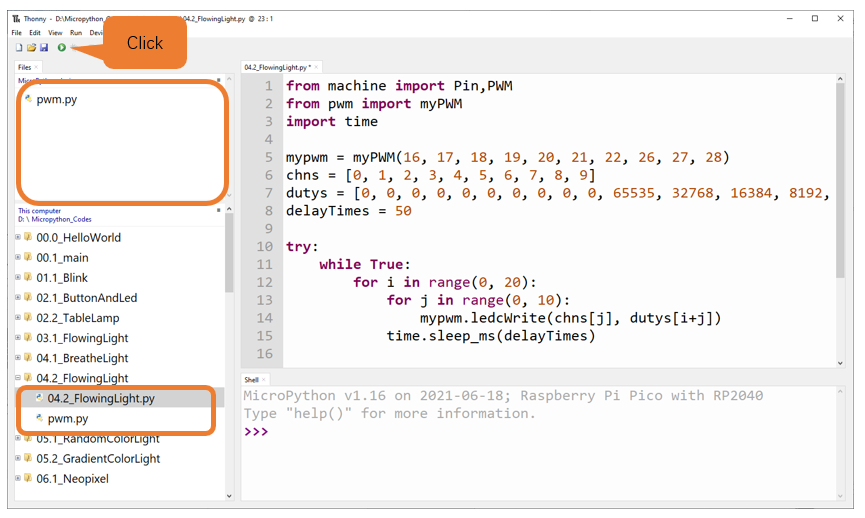 Thonny - D:\Micropython_
04.2_FlowingLight.py @ 23 : 1
File Edit View Run
Click
Files
pwm.py
This computer
D: \ Micropython_Codes
00.0_HelloWorld
00.1_main
01.1_Blink
02.1_ButtonAndLed
02.2_TableLamp
03.1_FlowingLight
04.1_BreatheLight
04.2_FlowingLight
04.2_FlowingLight.py
pwm.py
05.1_RandomColorLight
05.2_GradientColorLight
06.1_Neopixel
04.2_FlowingLight.py *
1 from machine import Pin,PWM
2 from pwm import myPWM
3 import time
4
5 mypwm = myPWM(16, 17, 18, 19, 20, 21, 22, 26, 27, 28)
6 chns = [0, 1, 2, 3, 4, 5, 6, 7, 8, 9]
7 dutys = [0, 0, 0, 0, 0, 0, 0, 0, 0, 0, 65535, 32768, 16384, 8192,
8 delayTimes = 50
9
10 try:
11 while True:
12 for i in range(0, 20):
13 for j in range(0, 10):
14 mypwm.ledcWrite(chns[j], dutys[i+j])
15 time.sleep_ms(delayTimes)
16
Shell
MicroPython v1.16 on 2021-06-18; Raspberry Pi Pico with RP2040
Type "help()" for more information.
>>>